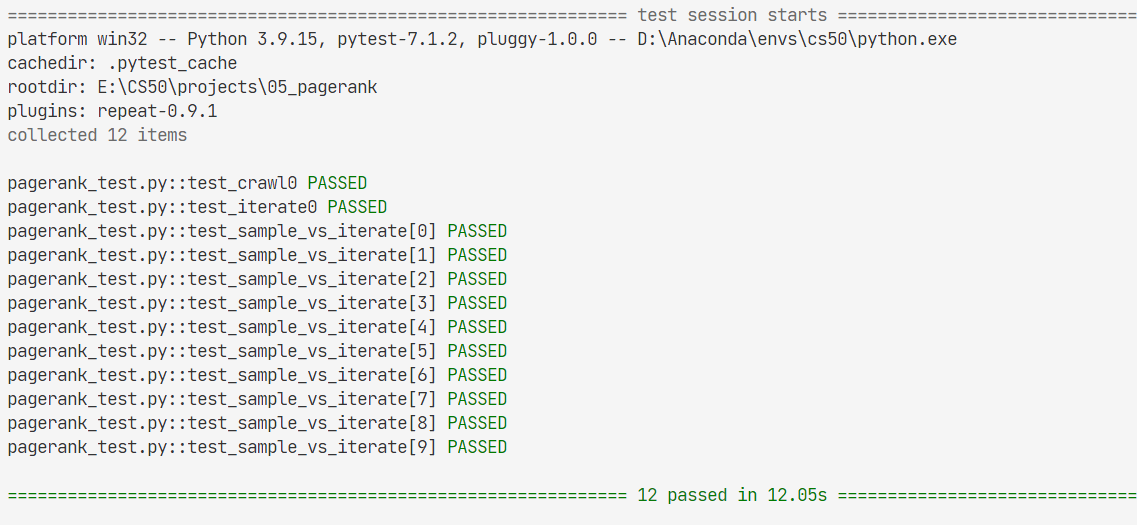 ============================================================== test session starts ==============================
platform win32 -- Python 3.9.15, pytest-7.1.2, pluggy-1.0.0 -- D:\Anaconda\envs\cs50\python.exe
cachedir: .pytest_cache
rootdir: E:\CS50\projects\05_pagerank
plugins: repeat-0.9.1
collected 12 items
pagerank_test.py::test_crawl0 PASSED
pagerank_test.py::test_iterate0 PASSED
pagerank_test.py::test_sample_vs_iterate[0] PASSED
pagerank_test.py::test_sample_vs_iterate[1] PASSED
pagerank_test.py::test_sample_vs_iterate[2] PASSED
pagerank_test.py::test_sample_vs_iterate[3] PASSED
pagerank_test.py::test_sample_vs_iterate[4] PASSED
pagerank_test.py::test_sample_vs_iterate[5] PASSED
pagerank_test.py::test_sample_vs_iterate[6] PASSED
pagerank_test.py::test_sample_vs_iterate[7] PASSED
pagerank_test.py::test_sample_vs_iterate[8] PASSED
pagerank_test.py::test_sample_vs_iterate[9] PASSED
============================================================== 12 passed in 12.05s ==============================